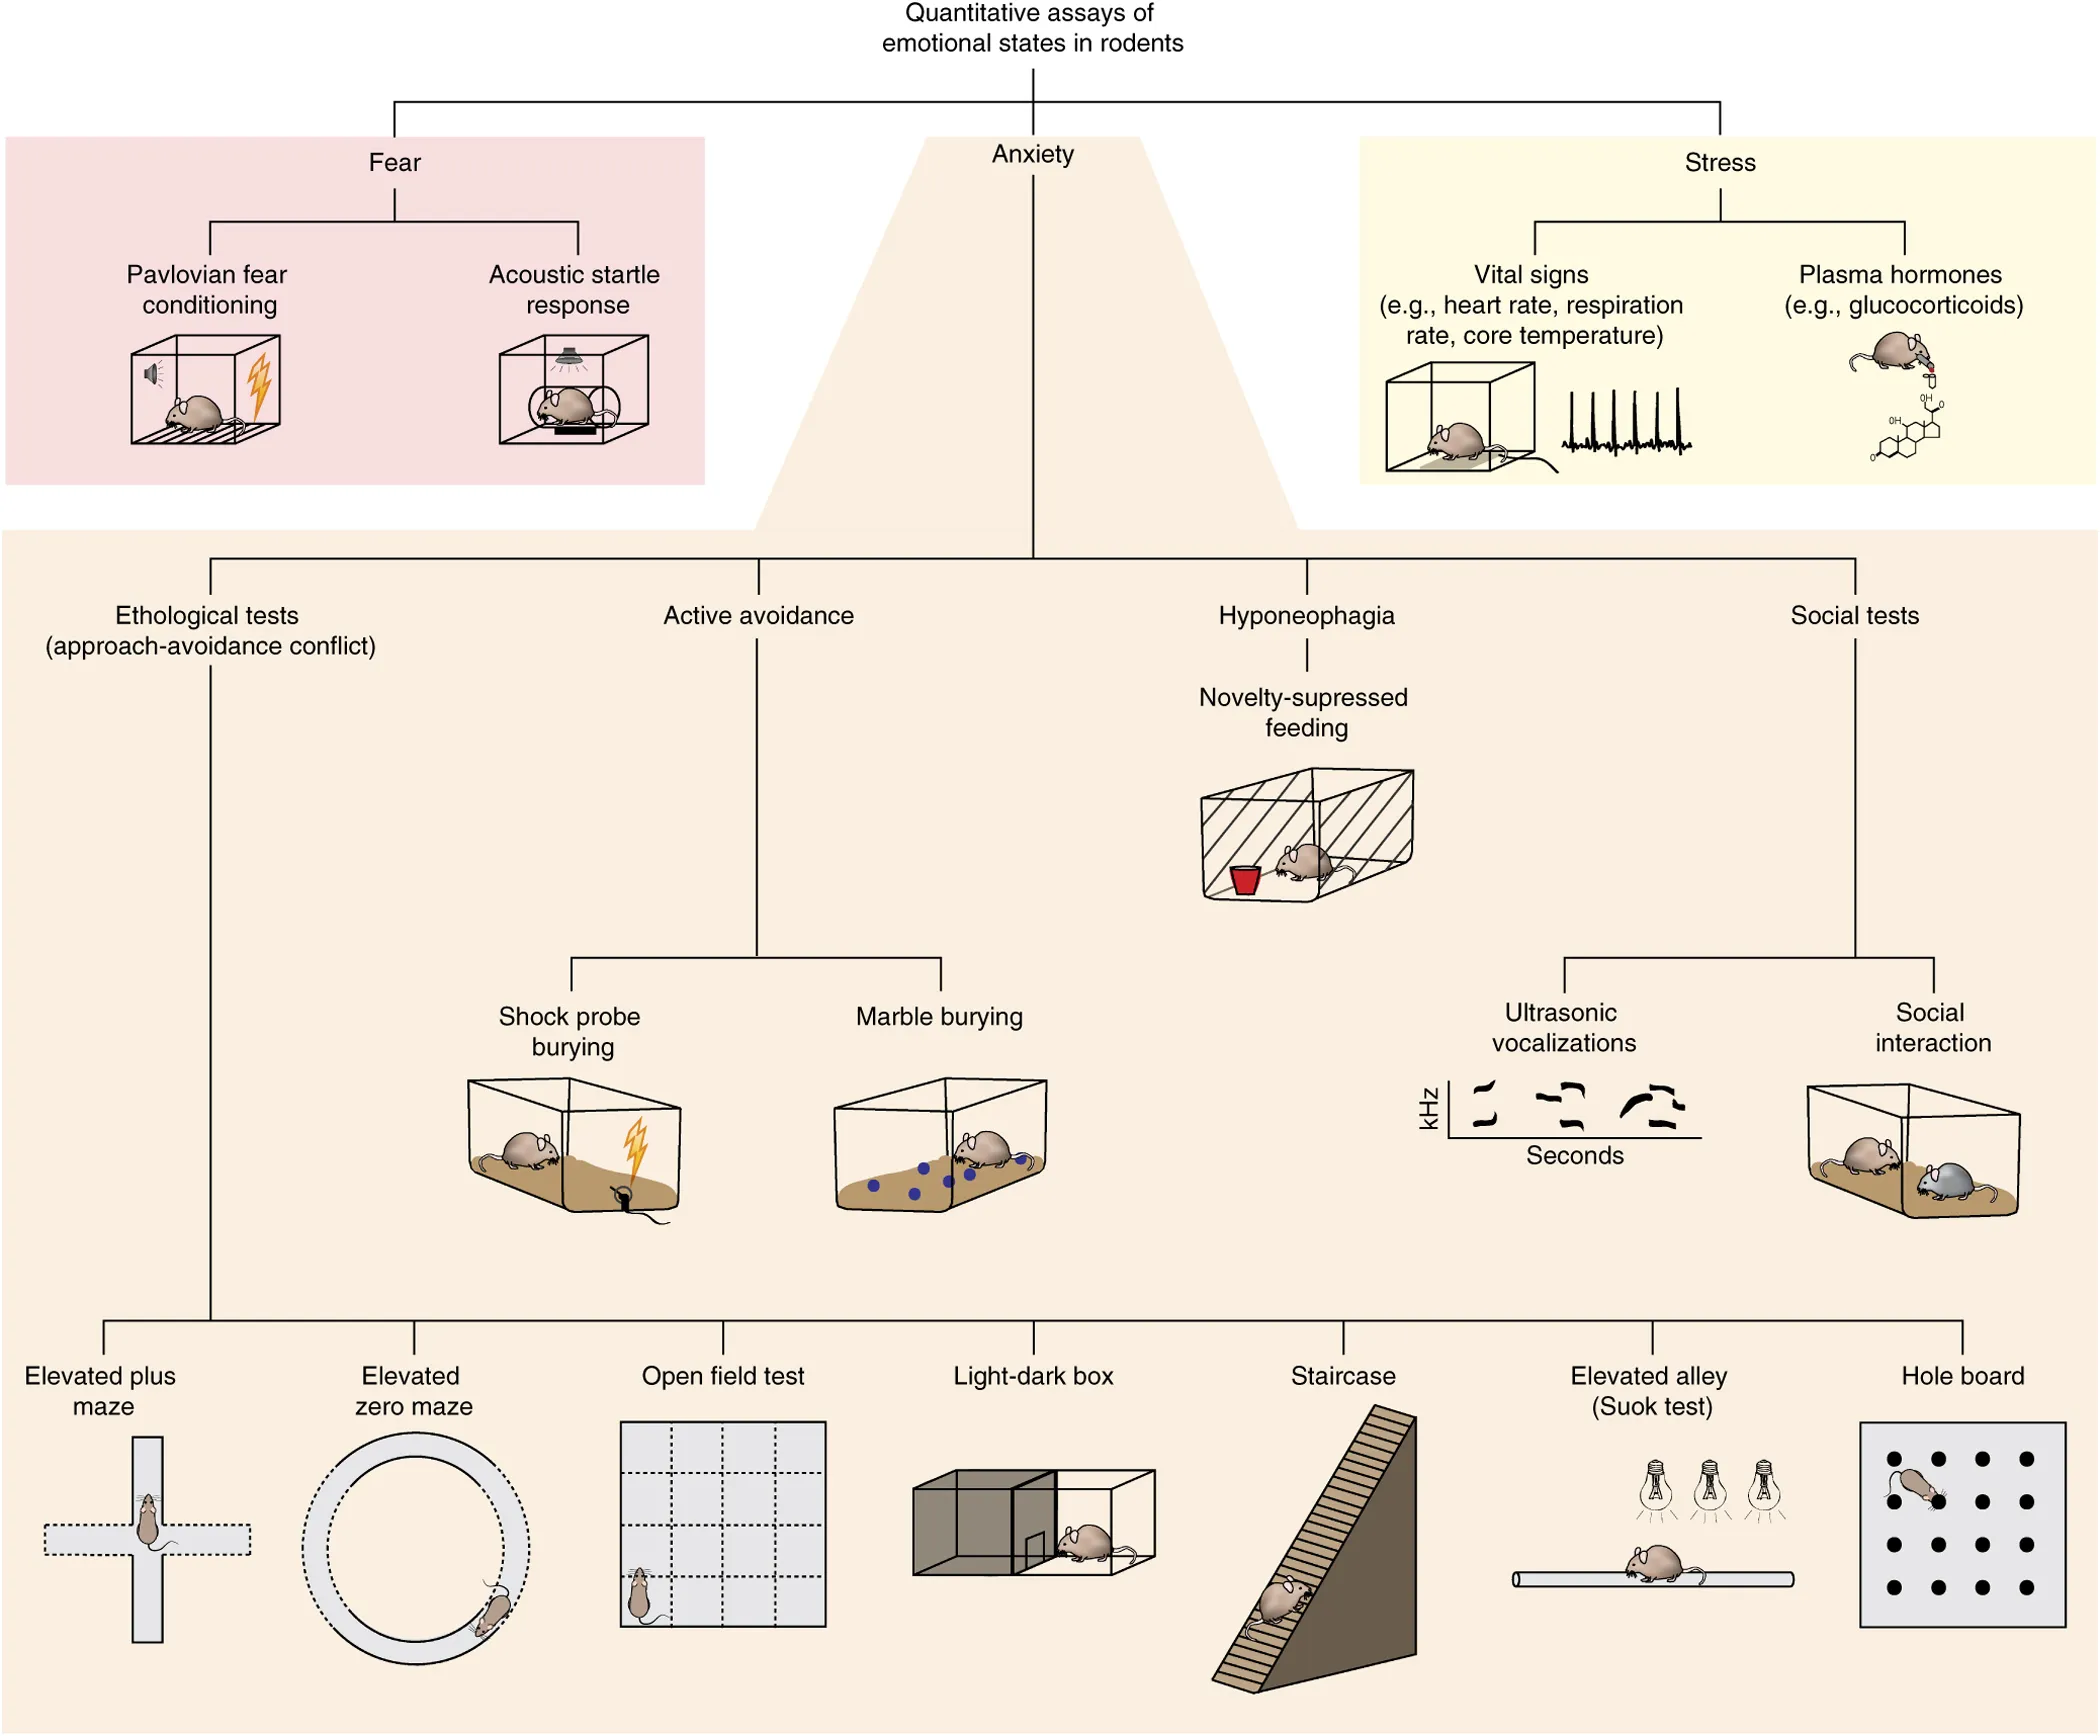 Quantitative assays of
emotional states in rodents
Fear
Anxiety
Stress
Pavlovian fear
conditioning
Acoustic startle
response
Vital signs
(e.g., heart rate, respiration
rate, core temperature)
Plasma hormones
(e.g., glucocorticoids)
OH
O
OH
O
Ethological tests
(approach-avoidance conflict)
Active avoidance
Hyponeophagia
Social tests
Novelty-supressed
feeding
Shock probe
burying
Marble burying
Ultrasonic
vocalizations
Social
interaction
kHz
Seconds
Elevated plus
maze
Elevated
zero maze
Open field test
Light-dark box
Staircase
Elevated alley
(Suok test)
Hole board